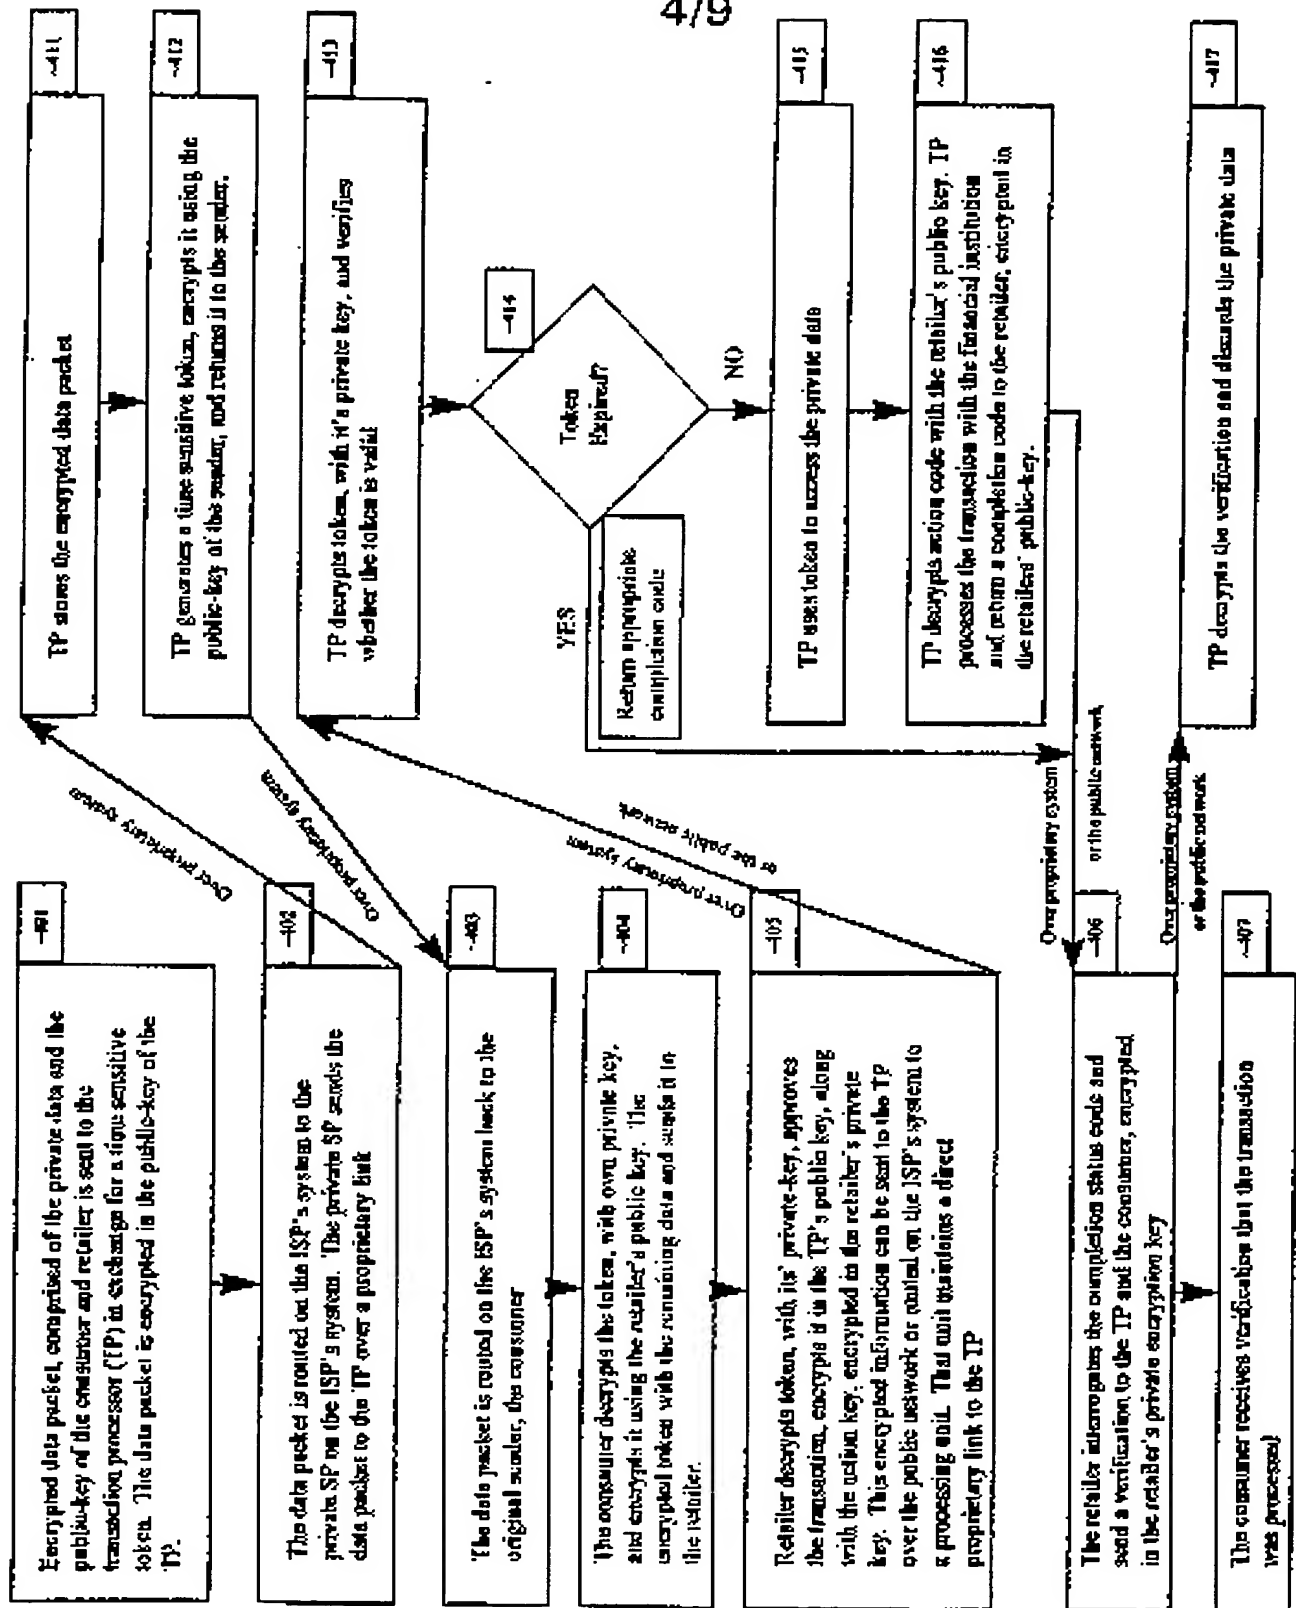 4/9
~401
Encrypted data packet, comprised of the private data and the
public-key of the consumer and retailer is sent to the
transaction processor (TP) in exchange for a time sensitive
token. The data packet is encrypted in the public-key of the
TP.
~402
The data packet is routed on the ISP's system to the
private SP on the ISP's system. The private SP sends the
data packet to the TP over a proprietary link
~403
The data packet is routed on the ISP's system back to the
original sender, the consumer
~404
The consumer decrypts the token, with own private key,
and encrypts it using the retailer's public key. The
encrypted token with the remaining data and sends it to
the retailer.
~405
Retailer decrypts token, with, its' private-key, approves
the transaction, encrypts it in the TP's public key, along
with the action key, encrypted in the retailer's private
key. This encrypted information can be sent to the TP
over the public network or routed on the ISP's system to
a processing unit. That unit maintains a direct
proprietary link to the TP
~406
The retailer interrogates the completion status code and
send a verification to the TP and the consumer, encrypted
in the retailer's private encryption key
~407
The consumer receives verification that the transaction
was processed
Over proprietary system
Over proprietary system
Over proprietary system
or the public network
Over proprietary system
or the public network
Over proprietary system
or the public network
~411
TP stores the encrypted data packet
~412
TP generates a time sensitive token, encrypts it using the
public-key of the sender, and returns it to the sender.
~413
TP decrypts token, with it's private key, and verifies
whether the token is valid
~414
Token
Expired?
YES
NO
Return appropriate
completion code
~415
TP uses token to access the private data
~416
TP decrypts action code with the retailer's public key. TP
processes the transaction with the financial institution
and return a completion code to the retailer, encrypted in
the retailers' public-key.
~417
TP decrypts the verification and discards the private data